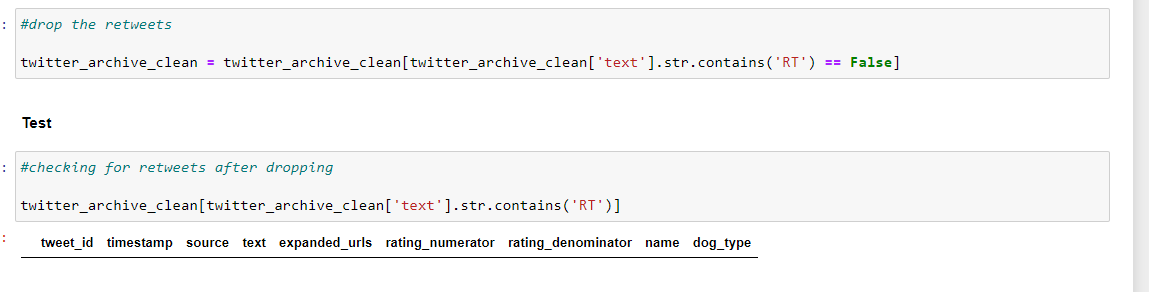 : #drop the retweets
twitter_archive_clean = twitter_archive_clean[twitter_archive_clean['text'].str.contains('RT') == False]
Test
: #checking for retweets after dropping
twitter_archive_clean[twitter_archive_clean['text'].str.contains('RT')]
: tweet_id timestamp source text expanded_urls rating_numerator rating_denominator name dog_type